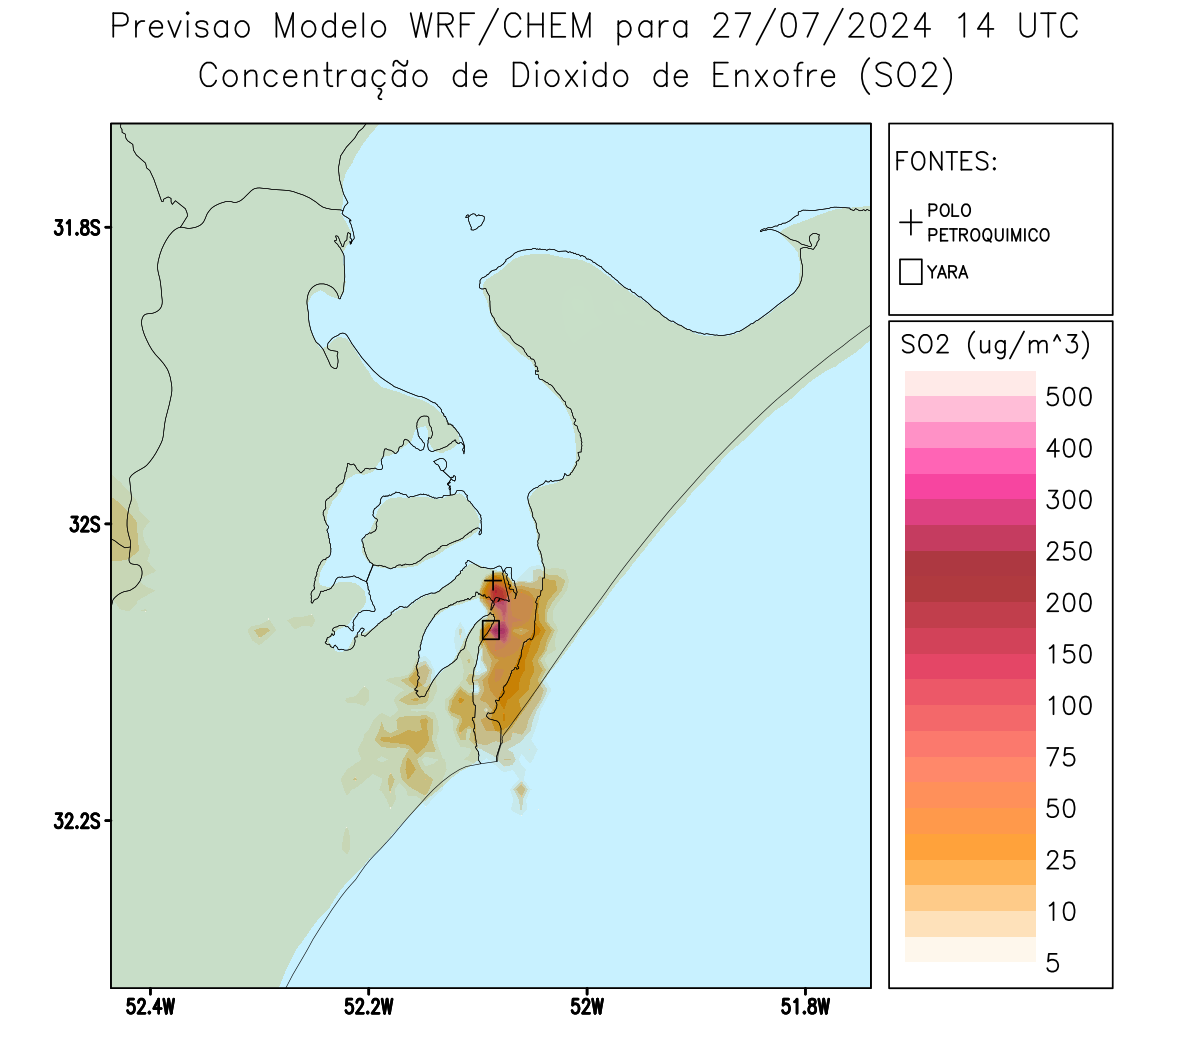 Previsao Modelo WRF/CHEM para 27/07/2024 14 UTC
Concentração de Dioxido de Enxofre (SO2)
FONTES:
POLO
PETROQUIMICO
YARA
SO2 (ug/m^3)
500
400
300
250
200
150
100
75
50
25
10
5
31.8S
32S
32.2S
52.4W
52.2W
52W
51.8W